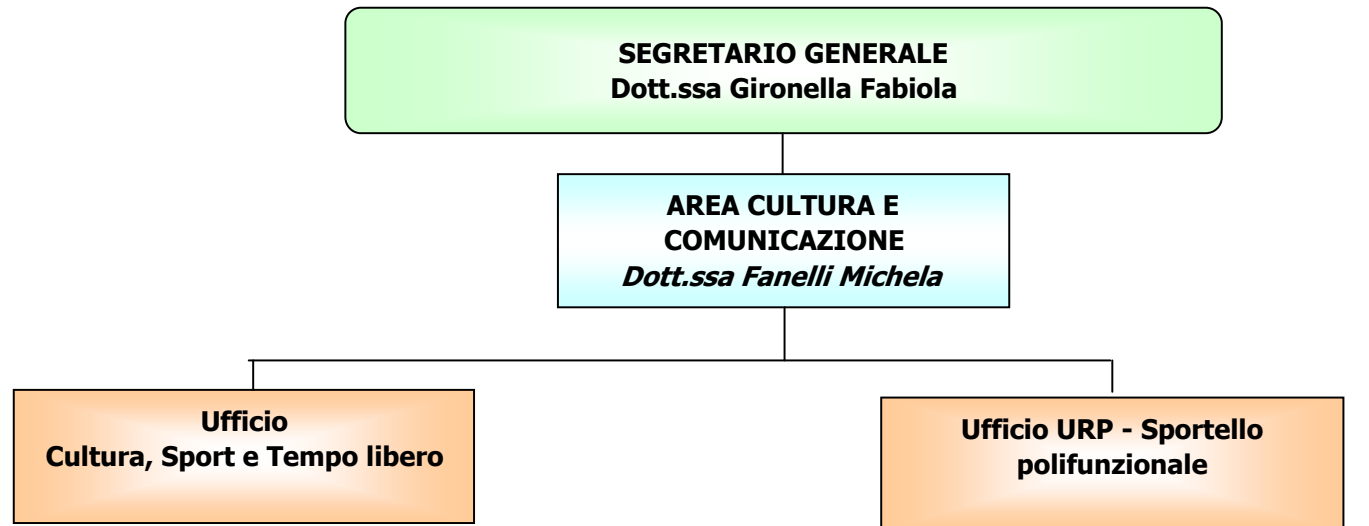 SEGRETARIO GENERALE
Dott.ssa Gironella Fabiola
AREA CULTURA E
COMUNICAZIONE
Dott.ssa Fanelli Michela
Ufficio
Cultura, Sport e Tempo libero
Ufficio URP - Sportello
polifunzionale